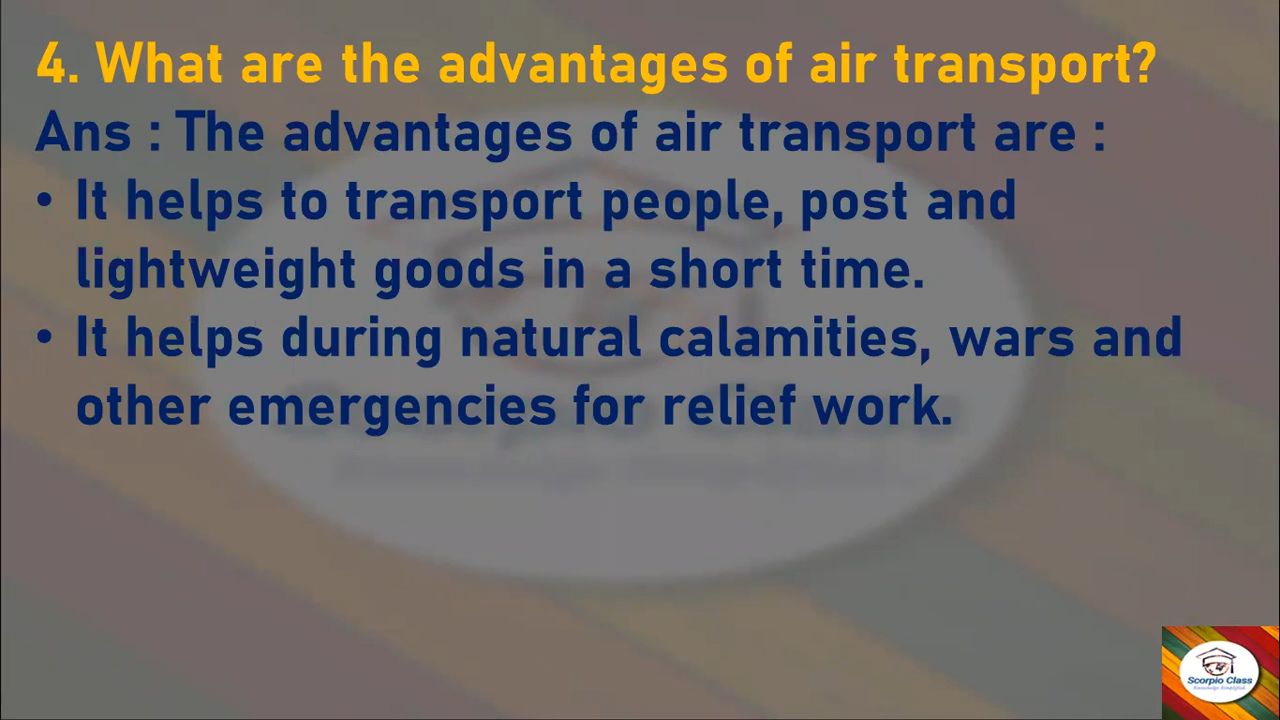 4. What are the advantages of air transport?
Ans : The advantages of air transport are :
• It helps to transport people, post and
lightweight goods in a short time.
• It helps during natural calamities, wars and
other emergencies for relief work.
Scorpio Class
Knowledge Simplified